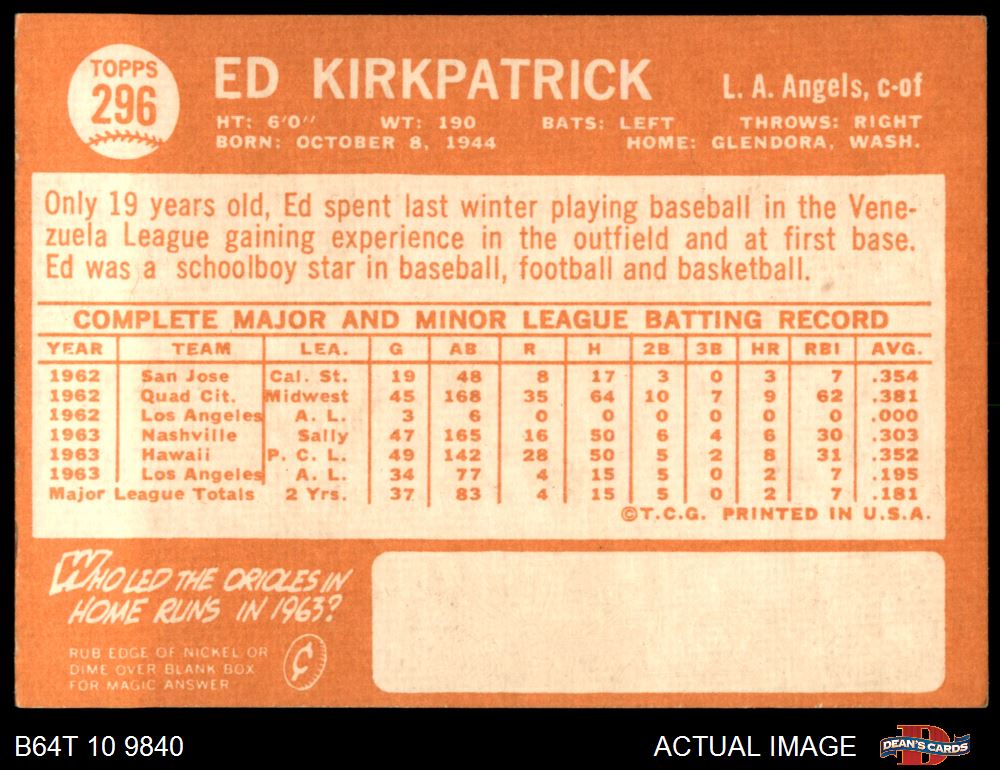 TOPPS
296
ED KIRKPATRICK
L. A. Angels, c-of
HT: 6'0" WT: 190 BATS: LEFT THROWS: RIGHT
BORN: OCTOBER 8, 1944 HOME: GLENDORA, WASH.
Only 19 years old, Ed spent last winter playing baseball in the Vene-
zuela League gaining experience in the outfield and at first base.
Ed was a schoolboy star in baseball, football and basketball.
COMPLETE MAJOR AND MINOR LEAGUE BATTING RECORD
YEAR TEAM LEA. G AB R H 2B 3B HR RBI AVG.
1962 San Jose Cal. St. 19 48 8 17 3 0 3 7 .354
1962 Quad Cit. Midwest 45 168 35 64 10 7 9 62 .381
1962 Los Angeles A. L. 3 6 0 0 0 0 0 0 .000
1963 Nashville Sally 47 165 16 50 6 4 6 30 .303
1963 Hawaii P. C. L. 49 142 28 50 5 2 8 31 .352
1963 Los Angeles A. L. 34 77 4 15 5 0 2 7 .195
Major League Totals 2 Yrs. 37 83 4 15 5 0 2 7 .181
©T.C.G. PRINTED IN U.S.A.
WHO LED THE ORIOLES IN
HOME RUNS IN 1963?
RUB EDGE OF NICKEL OR
DIME OVER BLANK BOX
FOR MAGIC ANSWER
¢
B64T 10 9840
ACTUAL IMAGE
DEAN'S CARDS